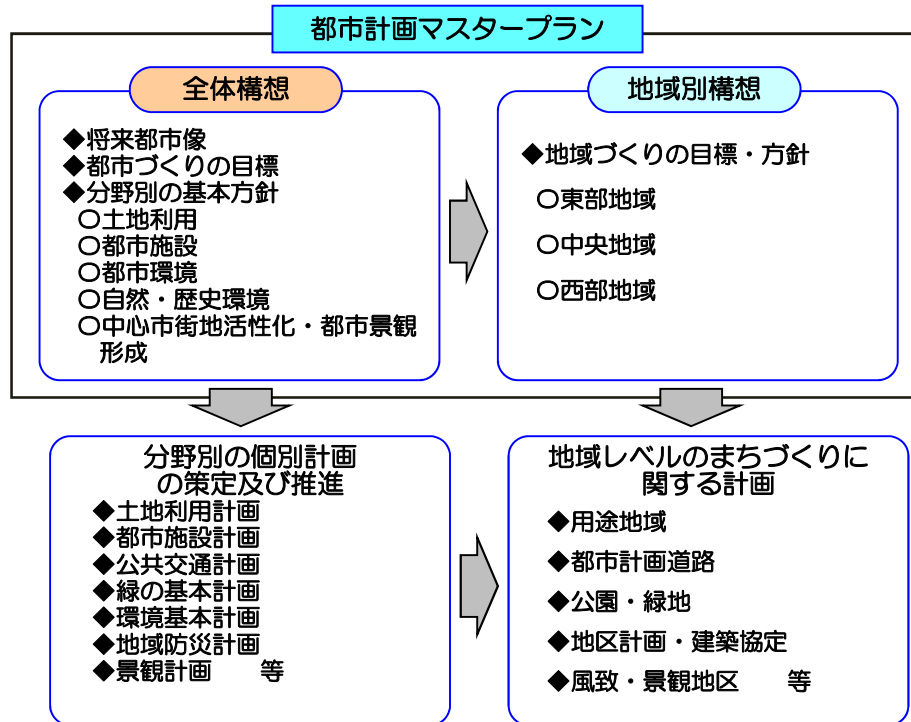 都市計画マスタープラン
全体構想
◆将来都市像
◆都市づくりの目標
◆分野別の基本方針
○土地利用
○都市施設
○都市環境
○自然・歴史環境
○中心市街地活性化・都市景観
形成
地域別構想
◆地域づくりの目標・方針
○東部地域
○中央地域
○西部地域
分野別の個別計画
の策定及び推進
◆土地利用計画
◆都市施設計画
◆公共交通計画
◆緑の基本計画
◆環境基本計画
◆地域防災計画
◆景観計画　　等
地域レベルのまちづくりに
関する計画
◆用途地域
◆都市計画道路
◆公園・緑地
◆地区計画・建築協定
◆風致・景観地区　　等